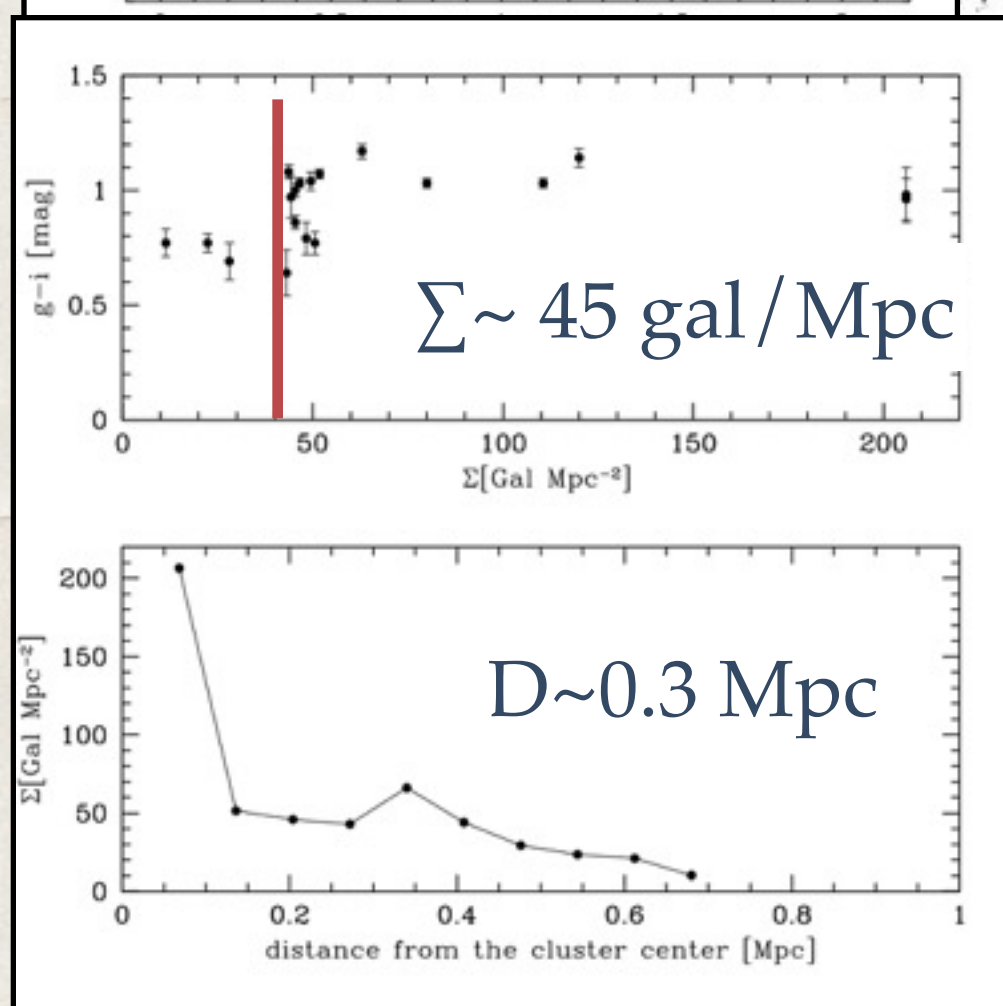 1.5
1
0.5
0
g−i [mag]
Σ~ 45 gal/Mpc
0 50 100 150 200
Σ[Gal Mpc⁻²]
200
150
100
50
0
Σ[Gal Mpc⁻²]
D~0.3 Mpc
0 0.2 0.4 0.6 0.8 1
distance from the cluster center [Mpc]